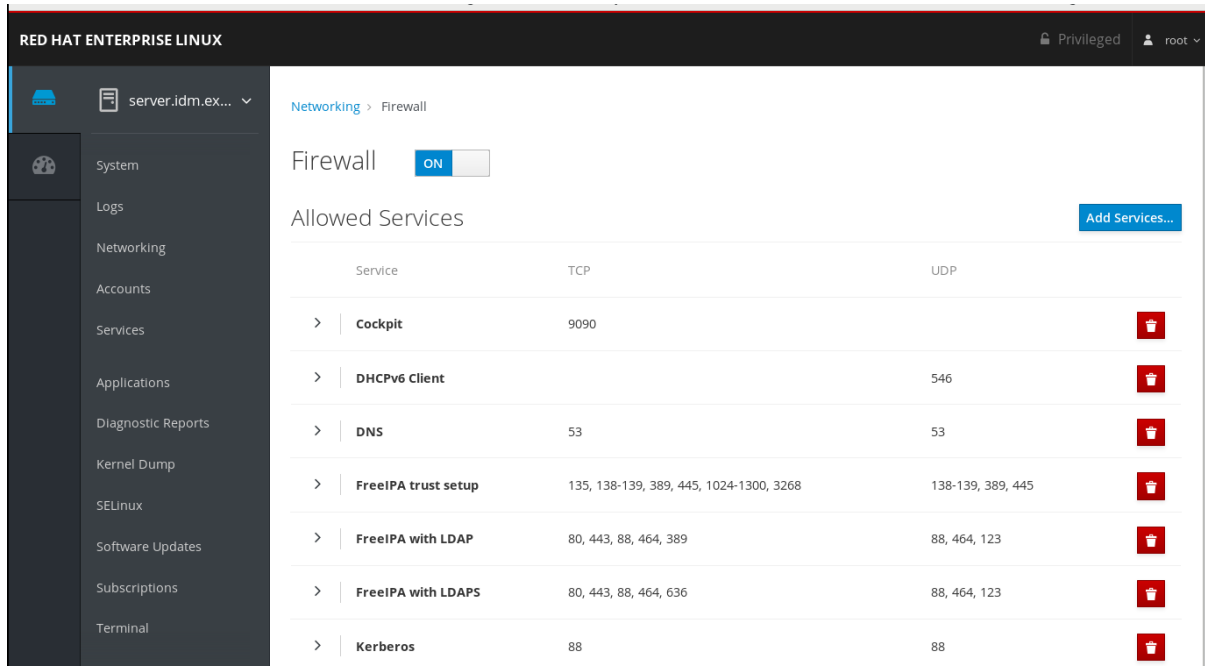 RED HAT ENTERPRISE LINUX Privileged root
server.idm.ex...
System
Logs
Networking
Accounts
Services
Applications
Diagnostic Reports
Kernel Dump
SELinux
Software Updates
Subscriptions
Terminal
Networking > Firewall
Firewall ON
Allowed Services Add Services...
Service TCP UDP
Cockpit 9090
DHCPv6 Client 546
DNS 53 53
FreeIPA trust setup 135, 138-139, 389, 445, 1024-1300, 3268 138-139, 389, 445
FreeIPA with LDAP 80, 443, 88, 464, 389 88, 464, 123
FreeIPA with LDAPS 80, 443, 88, 464, 636 88, 464, 123
Kerberos 88 88